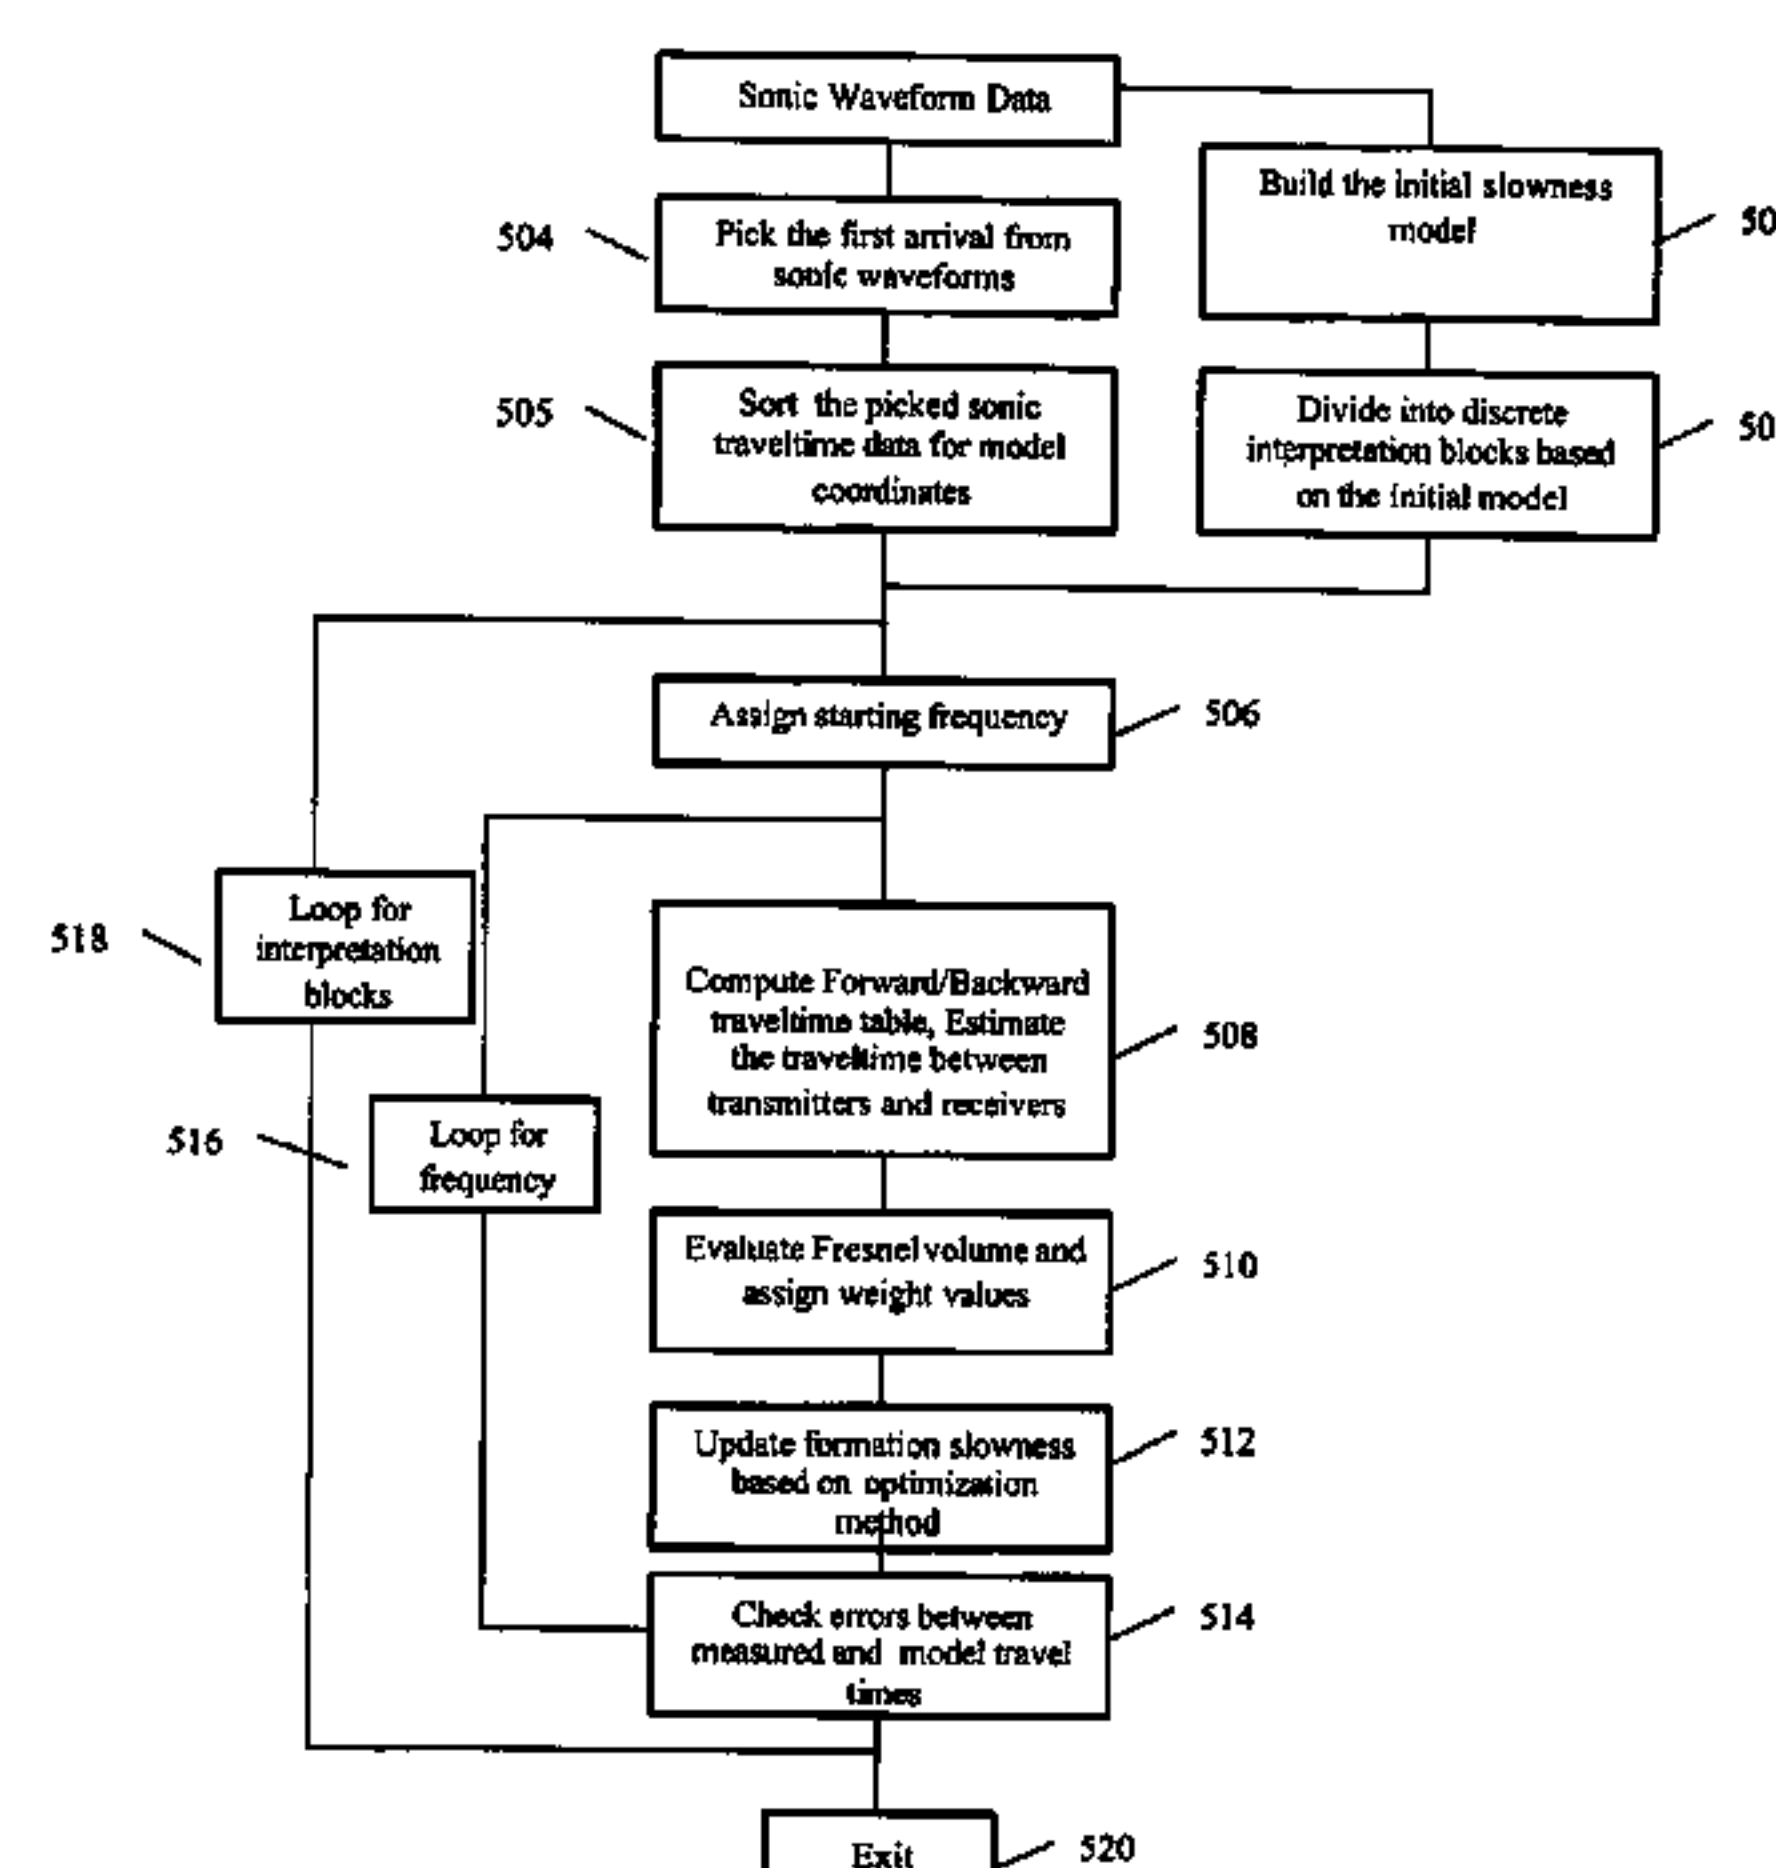 Sonic Waveform Data
Build the initial slowness
model
50
504
Pick the first arrival from
sonic waveforms
505
Sort the picked sonic
traveltime data for model
coordinates
Divide into discrete
interpretation blocks based
on the initial model
50
Assign starting frequency
506
518
Loop for
interpretation
blocks
Compute Forward/Backward
traveltime table, Estimate
the traveltime between
transmitters and receivers
508
516
Loop for
frequency
Evaluate Fresnel volume and
assign weight values
510
Update formation slowness
based on optimization
method
512
Check errors between
measured and model travel
times
514
Exit
520